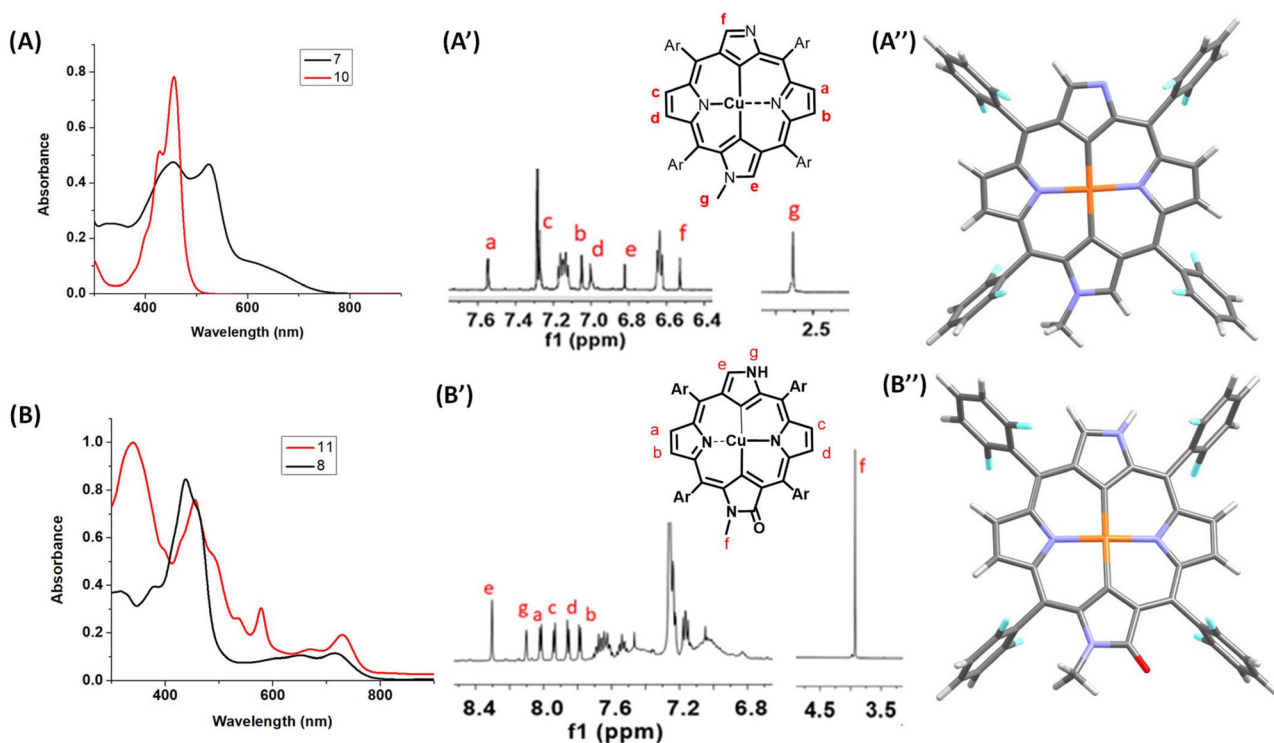 (A)
7
10
0.8
0.6
0.4
0.2
0.0
Absorbance
400 600 800
Wavelength (nm)
(A')
f
N
Ar Ar
c a
N Cu N
d b
Ar Ar
N
g e
a c b d e f g
7.6 7.4 7.2 7.0 6.8 6.6 6.4 2.5
f1 (ppm)
(A'')
(B)
11
8
1.0
0.8
0.6
0.4
0.2
0.0
Absorbance
400 600 800
Wavelength (nm)
(B')
e g
NH
Ar Ar
a c
N Cu N
b d
Ar Ar
N
f O
e g a c d b f
8.4 8.0 7.6 7.2 6.8 4.5 3.5
f1 (ppm)
(B'')